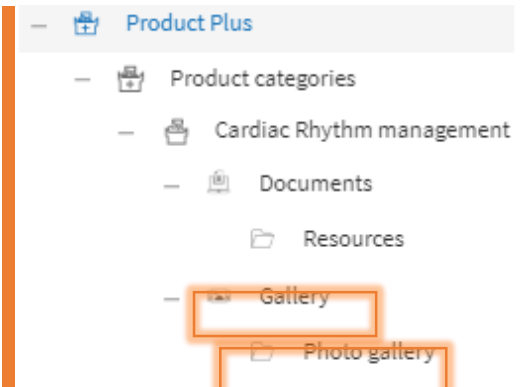 Product Plus
Product categories
Cardiac Rhythm management
Documents
Resources
Gallery
Photo gallery